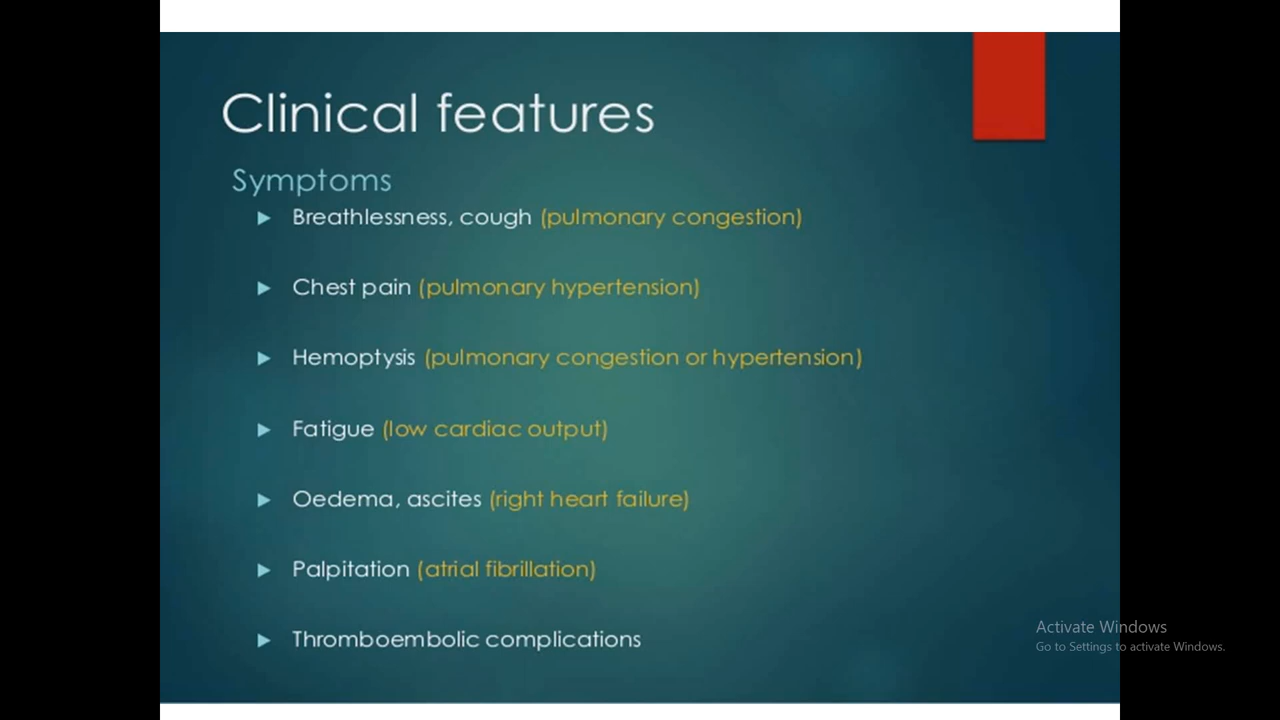 Clinical features
Symptoms
Breathlessness, cough (pulmonary congestion)
Chest pain (pulmonary hypertension)
Hemoptysis (pulmonary congestion or hypertension)
Fatigue (low cardiac output)
Oedema, ascites (right heart failure)
Palpitation (atrial fibrillation)
Thromboembolic complications
Activate Windows
Go to Settings to activate Windows.